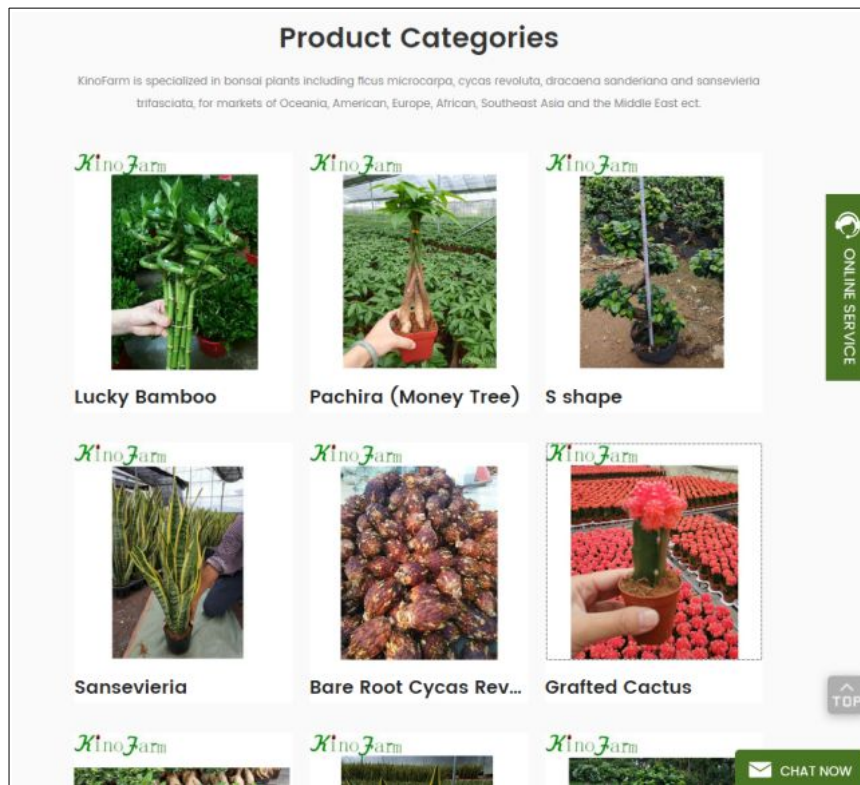 Product Categories
KinoFarm is specialized in bonsai plants including ficus microcarpa, cycas revoluta, dracaena sanderiana and sansevieria
trifasciata, for markets of Oceania, American, Europe, African, Southeast Asia and the Middle East ect.
KinoFarm KinoFarm KinoFarm
Lucky Bamboo Pachira (Money Tree) S shape
ONLINE SERVICE
KinoFarm KinoFarm KinoFarm
Sansevieria Bare Root Cycas Rev... Grafted Cactus
TOP
KinoFarm KinoFarm KinoFarm
CHAT NOW